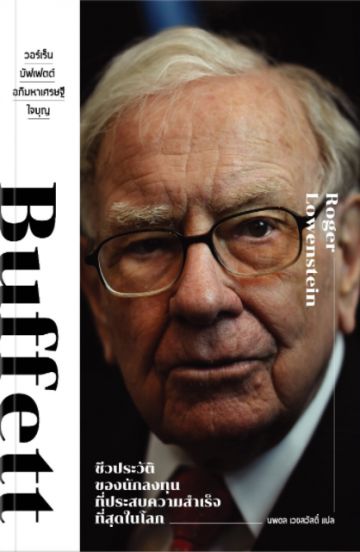 วอร์เร็น
บัฟเฟตต์
อภิมหาเศรษฐี
ใจบุญ
Buffett
Roger
Lowenstein
ชีวประวัติ
ของนักลงทุน
ที่ประสบความสำเร็จ
ที่สุดในโลก
นพดล เวชสวัสดิ์ แปล